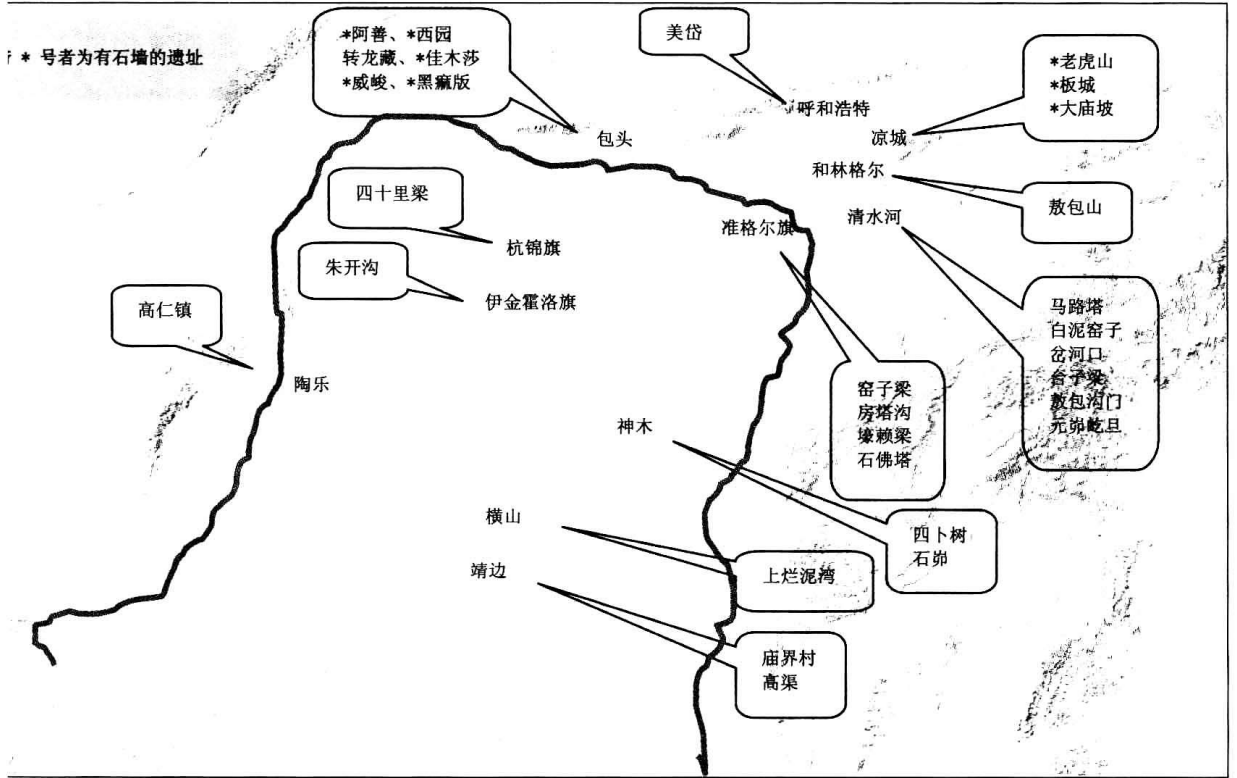 * 号者为有石墙的遗址
*阿善、*西园
转龙藏、*佳木莎
*威峻、*黑瘋版
美岱
*老虎山
*板城
*大庙坡
呼和浩特
凉城
包头
和林格尔
四十里梁
敖包山
清水河
准格尔旗
杭锦旗
朱开沟
伊金霍洛旗
高仁镇
陶乐
马路塔
白泥窑子
岔河口
台子梁
敖包沟门
元峁屹旦
窑子梁
房塔沟
壕赖梁
石佛塔
神木
横山
四卜树
石峁
靖边
上烂泥湾
庙界村
高渠